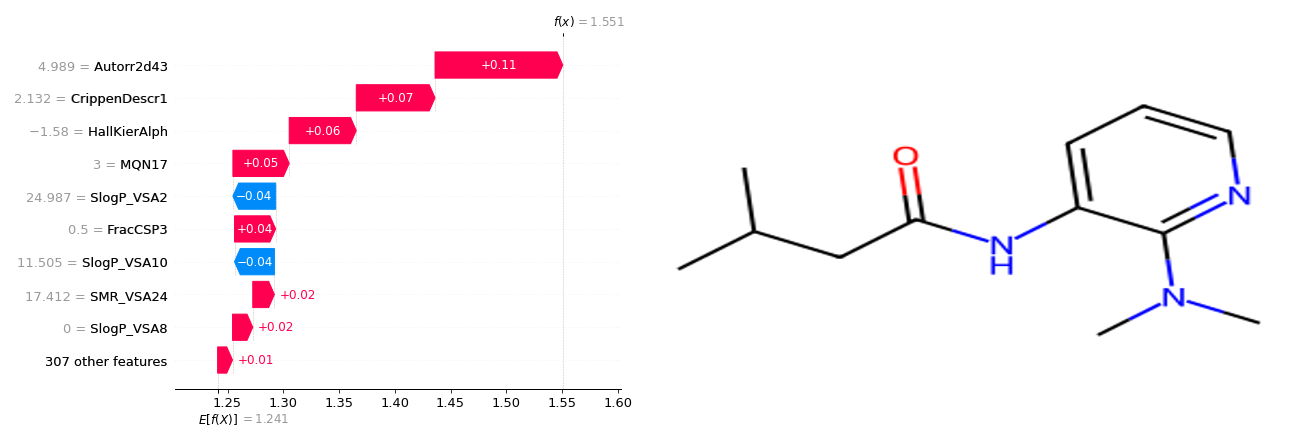 f(x) = 1.551
4.989 = Autorr2d43
+0.11
2.132 = CrippenDescr1
+0.07
−1.58 = HallKierAlph
+0.06
3 = MQN17
+0.05
24.987 = SlogP_VSA2
−0.04
0.5 = FracCSP3
+0.04
11.505 = SlogP_VSA10
−0.04
17.412 = SMR_VSA24
+0.02
0 = SlogP_VSA8
+0.02
307 other features
+0.01
1.25 1.30 1.35 1.40 1.45 1.50 1.55 1.60
E[f(X)] = 1.241
O
N
H
N
N